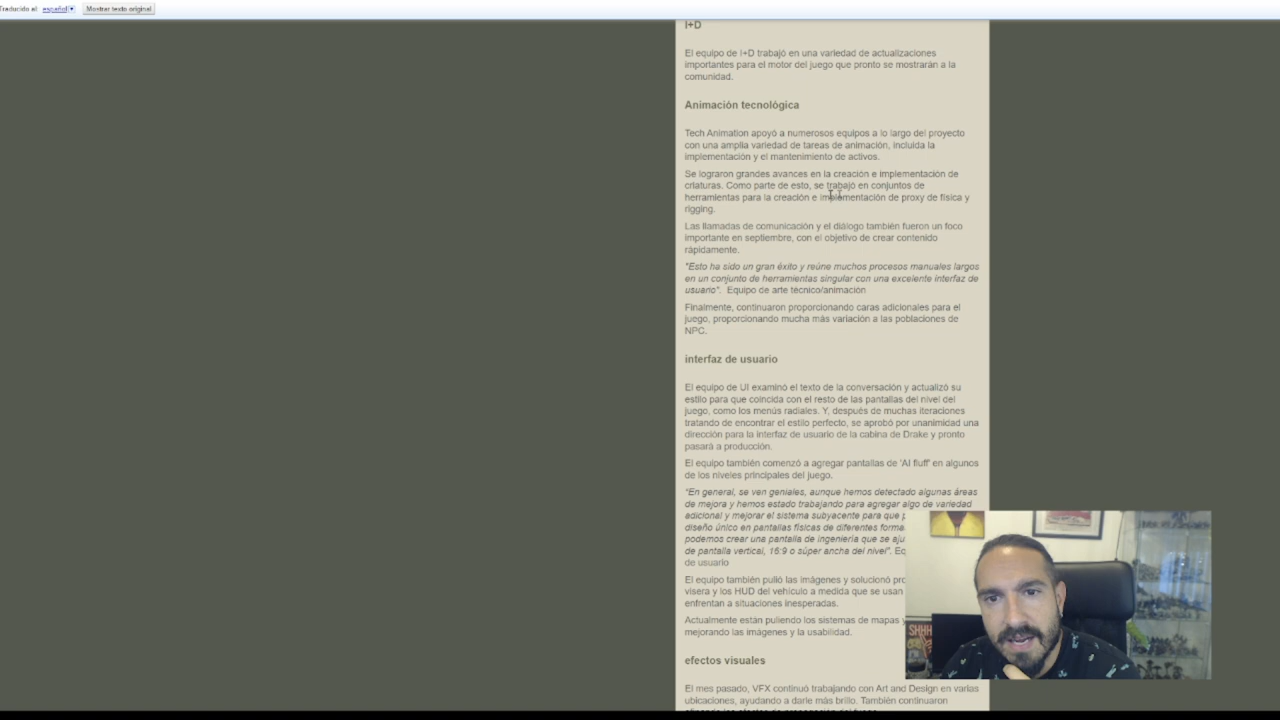 Traducido al: español Mostrar texto original
I+D
El equipo de I+D trabajó en una variedad de actualizaciones
importantes para el motor del juego que pronto se mostrarán a la
comunidad.
Animación tecnológica
Tech Animation apoyó a numerosos equipos a lo largo del proyecto
con una amplia variedad de tareas de animación, incluida la
implementación y el mantenimiento de activos.
Se lograron grandes avances en la creación e implementación de
criaturas. Como parte de esto, se trabajó en conjuntos de
herramientas para la creación e implementación de proxy de física y
rigging.
Las llamadas de comunicación y el diálogo también fueron un foco
importante en septiembre, con el objetivo de crear contenido
rápidamente.
"Esto ha sido un gran éxito y reúne muchos procesos manuales largos
en un conjunto de herramientas singular con una excelente interfaz de
usuario". Equipo de arte técnico/animación
Finalmente, continuaron proporcionando caras adicionales para el
juego, proporcionando mucha más variación a las poblaciones de
NPC.
interfaz de usuario
El equipo de UI examinó el texto de la conversación y actualizó su
estilo para que coincida con el resto de las pantallas del nivel del
juego, como los menús radiales. Y, después de muchas iteraciones
tratando de encontrar el estilo perfecto, se aprobó por unanimidad una
dirección para la interfaz de usuario de la cabina de Drake y pronto
pasará a producción.
El equipo también comenzó a agregar pantallas de 'AI fluff' en algunos
de los niveles principales del juego.
"En general, se ven geniales, aunque hemos detectado algunas áreas
de mejora y hemos estado trabajando para agregar algo de variedad
adicional y mejorar el sistema subyacente para que
diseño único en pantallas físicas de diferentes
podemos crear una pantalla de ingeniería que se
de pantalla vertical, 16:9 o súper ancha del nivel".
de usuario
El equipo también pulió las imágenes y solucionó
visera y los HUD del vehículo a medida que se usan
enfrentan a situaciones inesperadas.
Actualmente están puliendo los sistemas de mapas y
mejorando las imágenes y la usabilidad.
efectos visuales
El mes pasado, VFX continuó trabajando con Art and Design en varias
ubicaciones, ayudando a darle más brillo. También continuaron